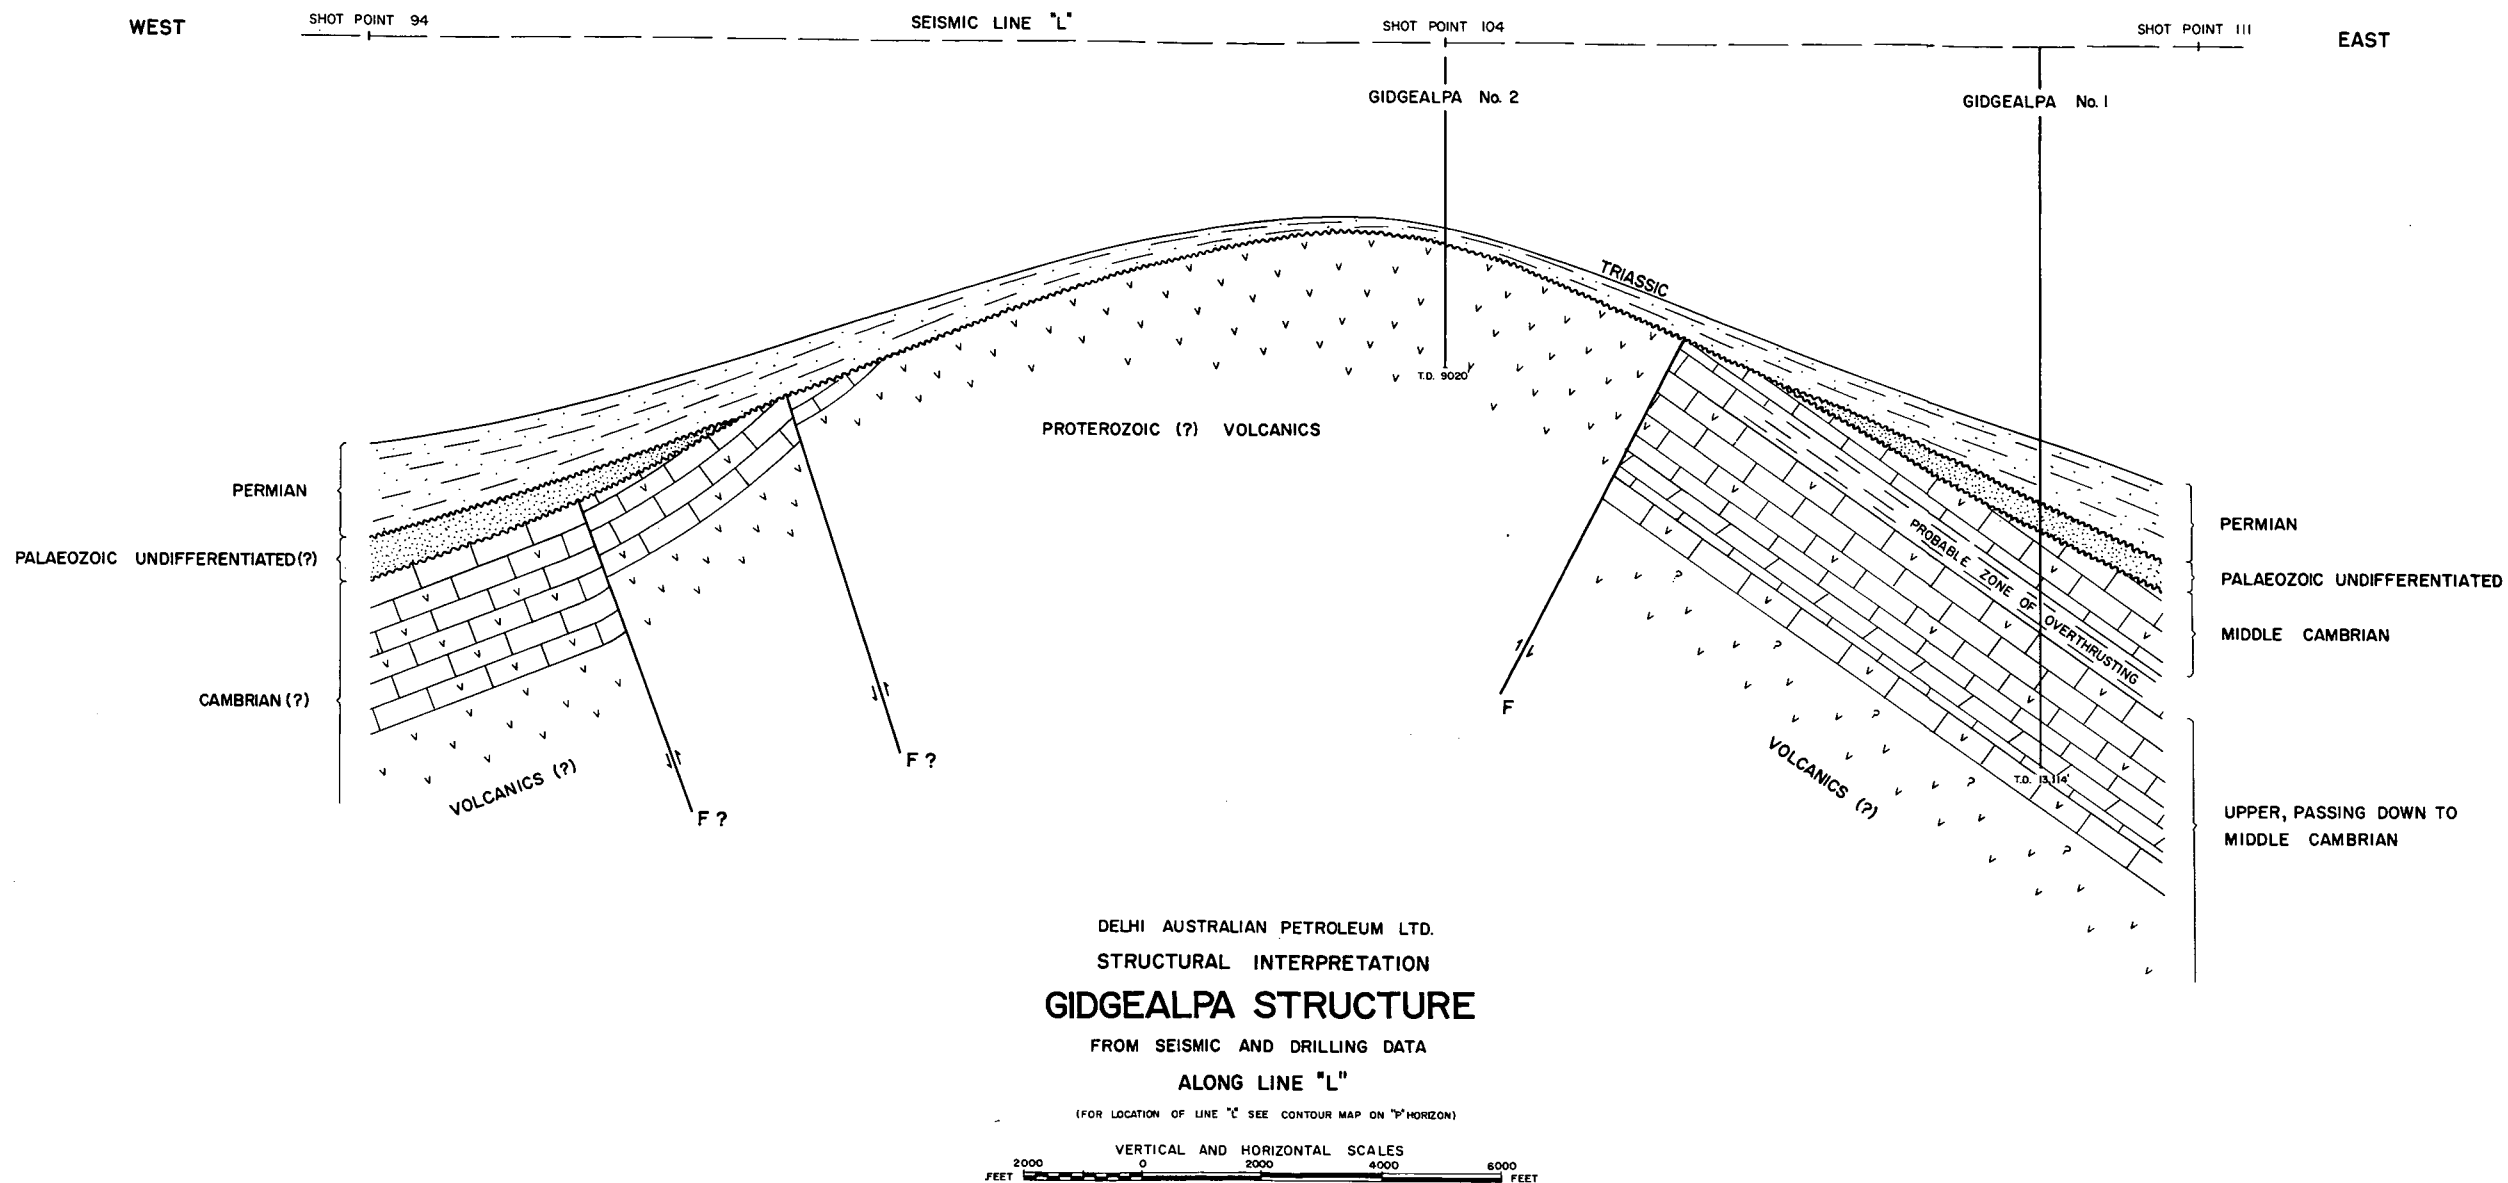 WEST
SHOT POINT 94
SEISMIC LINE "L"
SHOT POINT 104
SHOT POINT 111
EAST
GIDGEALPA No. 2
GIDGEALPA No. 1
TRIASSIC
T.D. 9020'
PROTEROZOIC (?) VOLCANICS
PERMIAN
PALAEOZOIC UNDIFFERENTIATED(?)
CAMBRIAN (?)
VOLCANICS (?)
F ?
F ?
F
PROBABLE ZONE OF OVERTHRUSTING
? ? ? ? ?
VOLCANICS (?)
T.D. 13,114'
PERMIAN
PALAEOZOIC UNDIFFERENTIATED
MIDDLE CAMBRIAN
UPPER, PASSING DOWN TO
MIDDLE CAMBRIAN
DELHI AUSTRALIAN PETROLEUM LTD.
STRUCTURAL INTERPRETATION
GIDGEALPA STRUCTURE
FROM SEISMIC AND DRILLING DATA
ALONG LINE "L"
(FOR LOCATION OF LINE "L" SEE CONTOUR MAP ON "P" HORIZON)
VERTICAL AND HORIZONTAL SCALES
2000 0 2000 4000 6000
FEET FEET